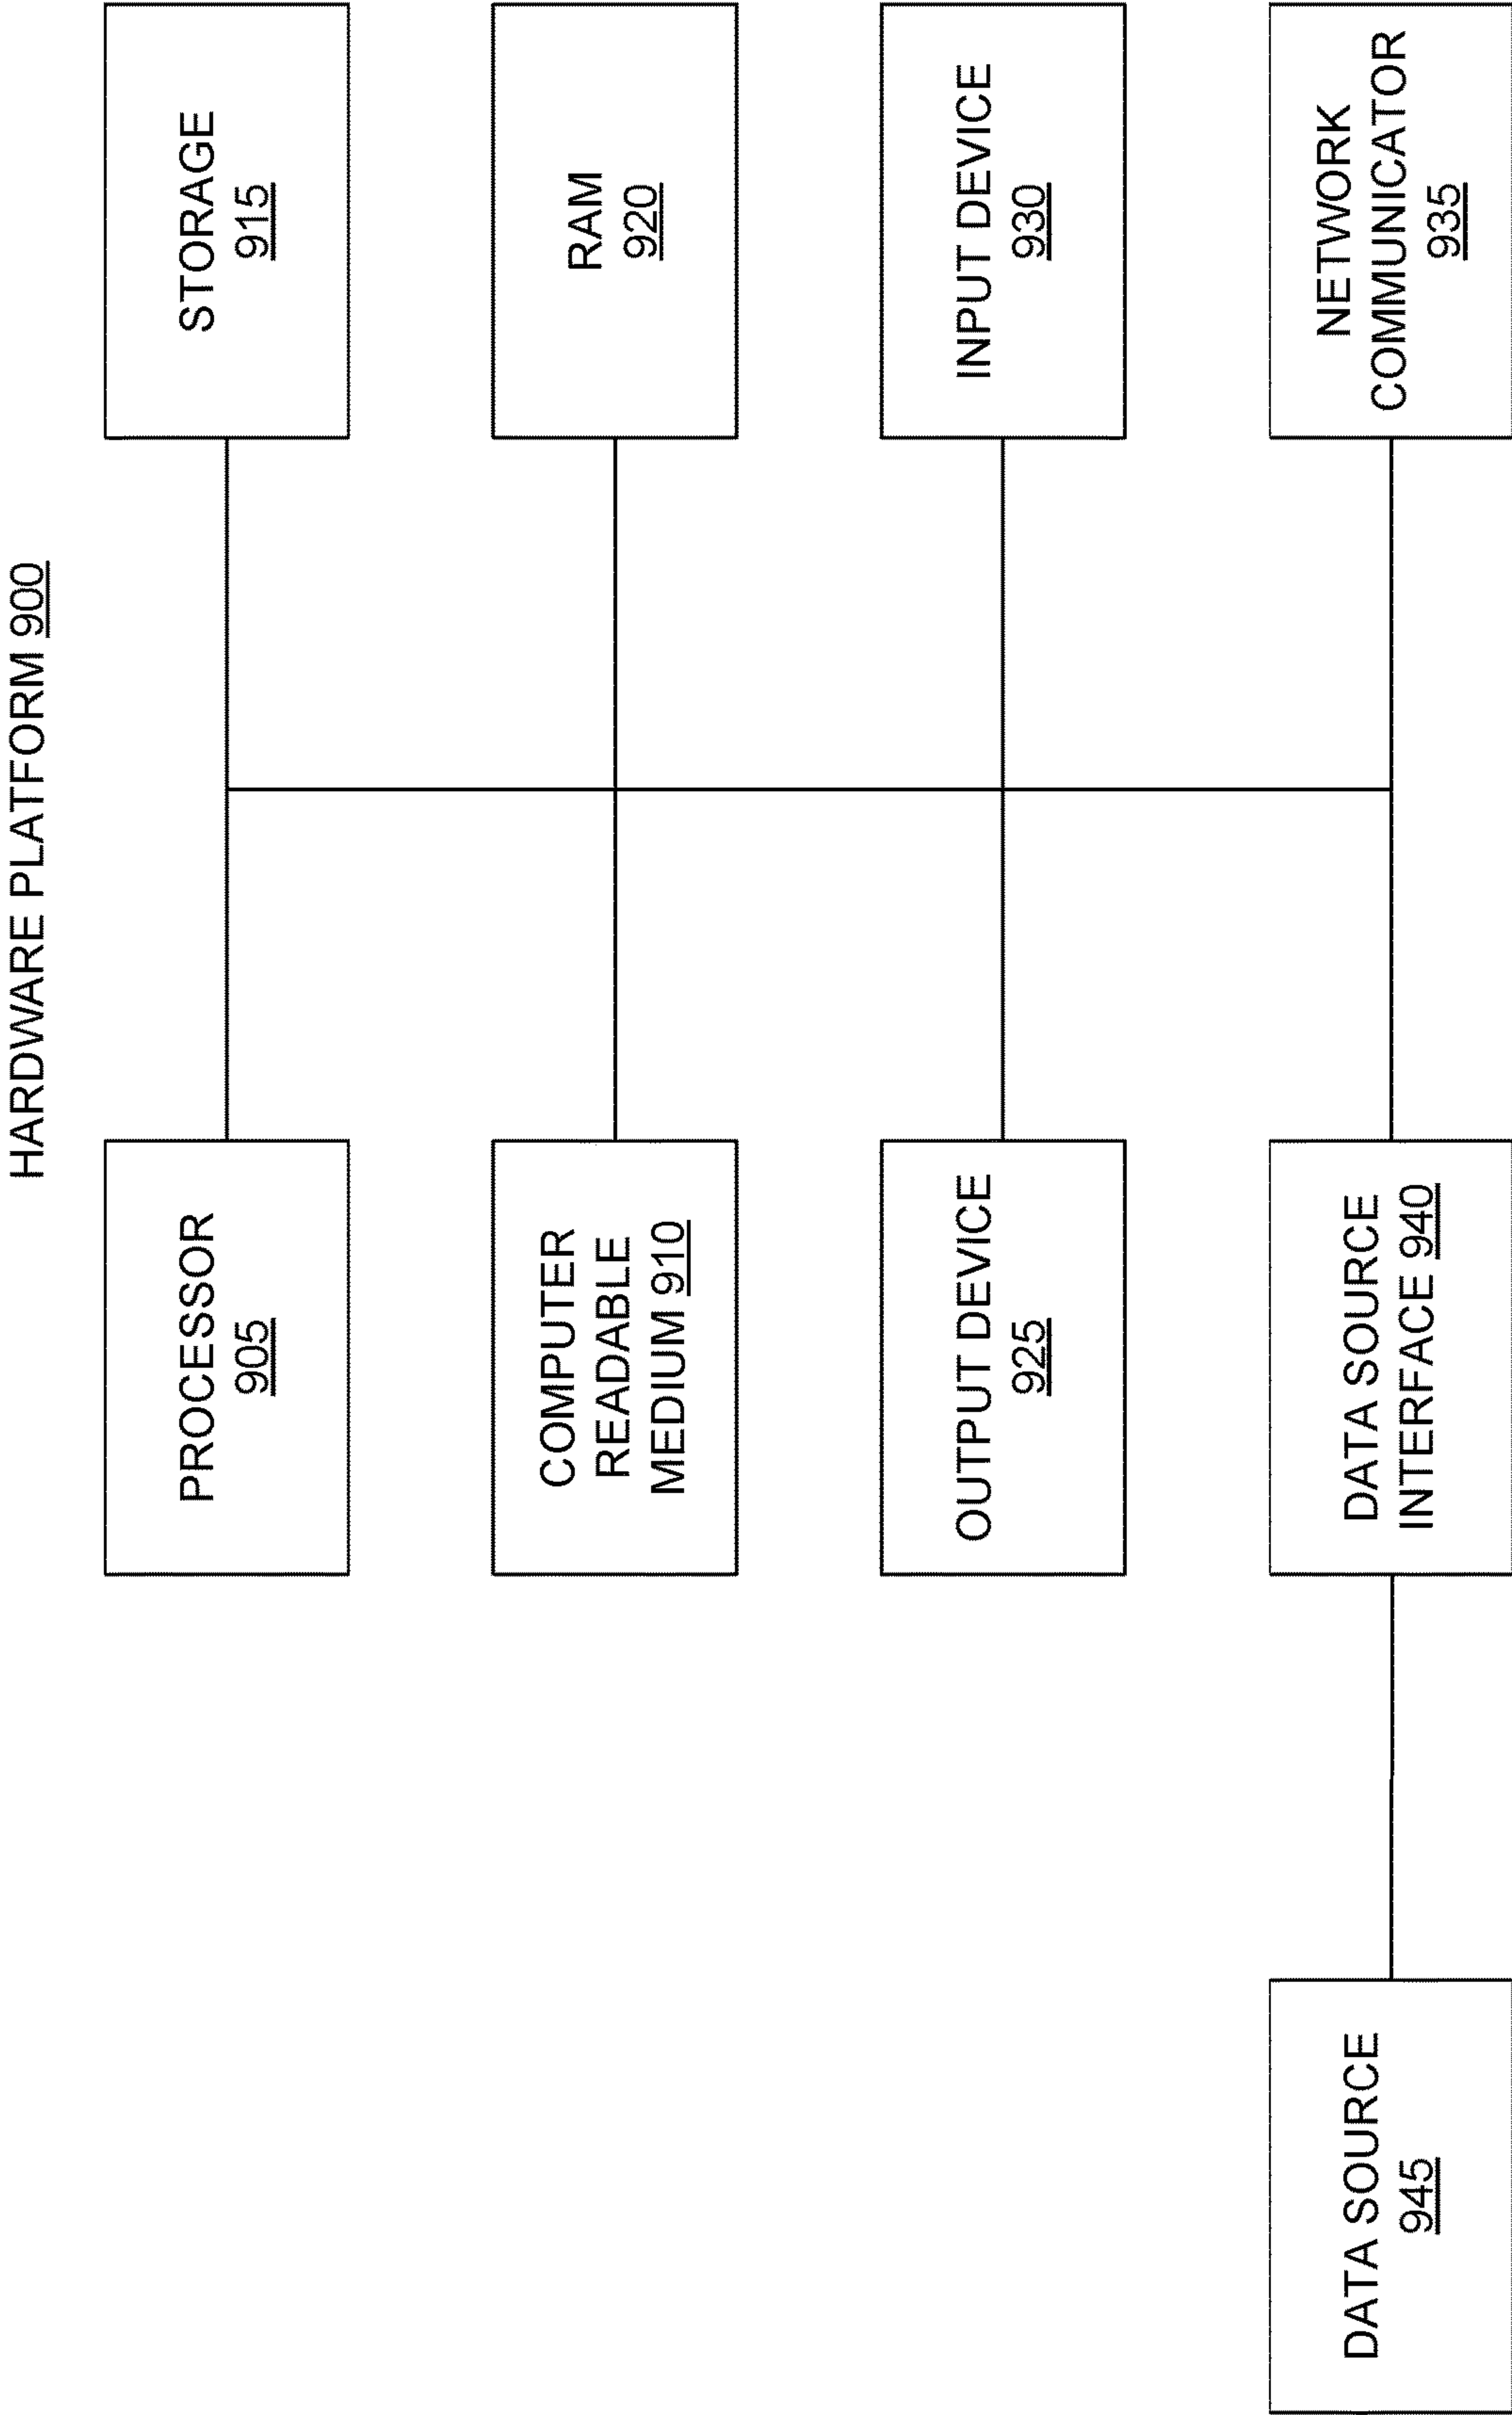 HARDWARE PLATFORM 900
PROCESSOR
905
STORAGE
915
COMPUTER
READABLE
MEDIUM 910
RAM
920
OUTPUT DEVICE
925
INPUT DEVICE
930
DATA SOURCE
945
DATA SOURCE
INTERFACE 940
NETWORK
COMMUNICATOR
935